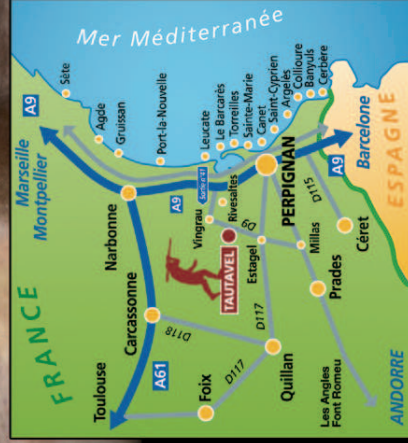 Mer Méditerranée
FRANCE
ESPAGNE
ANDORRE
Marseille
Montpellier
A9
Sète
Agde
Gruissan
Port-la-Nouvelle
Leucate
Le Barcarès
Torreilles
Sainte-Marie
Canet
Saint-Cyprien
Argelès
Collioure
Banyuls
Cerbère
Narbonne
A9
Sortie n°41
Rivesaltes
PERPIGNAN
A9
Barcelone
Vingrau
D9
TAUTAVEL
Estagel
Millas
D115
Céret
Prades
Carcassonne
A61
Toulouse
D118
D117
Quillan
D117
Foix
Les Angles
Font Romeu